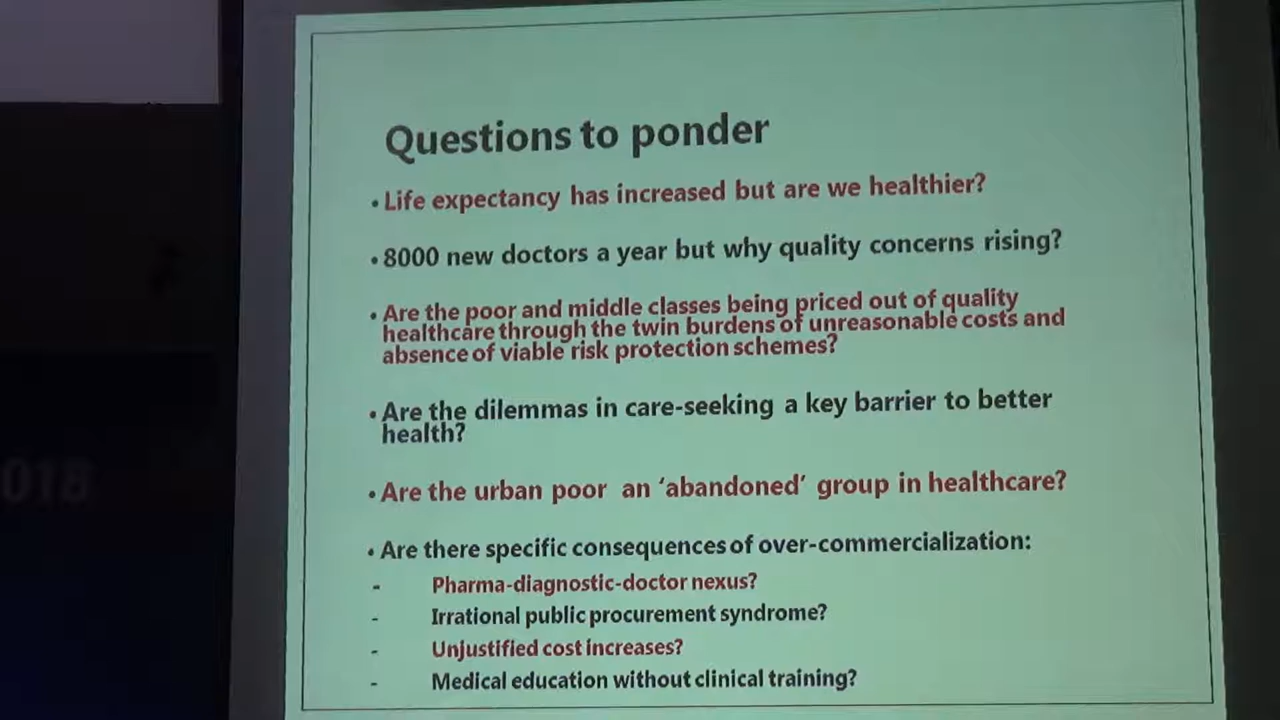 Questions to ponder
• Life expectancy has increased but are we healthier?
• 8000 new doctors a year but why quality concerns rising?
• Are the poor and middle classes being priced out of quality
healthcare through the twin burdens of unreasonable costs and
absence of viable risk protection schemes?
• Are the dilemmas in care-seeking a key barrier to better
health?
• Are the urban poor an ‘abandoned’ group in healthcare?
• Are there specific consequences of over-commercialization:
- Pharma-diagnostic-doctor nexus?
- Irrational public procurement syndrome?
- Unjustified cost increases?
- Medical education without clinical training?
018